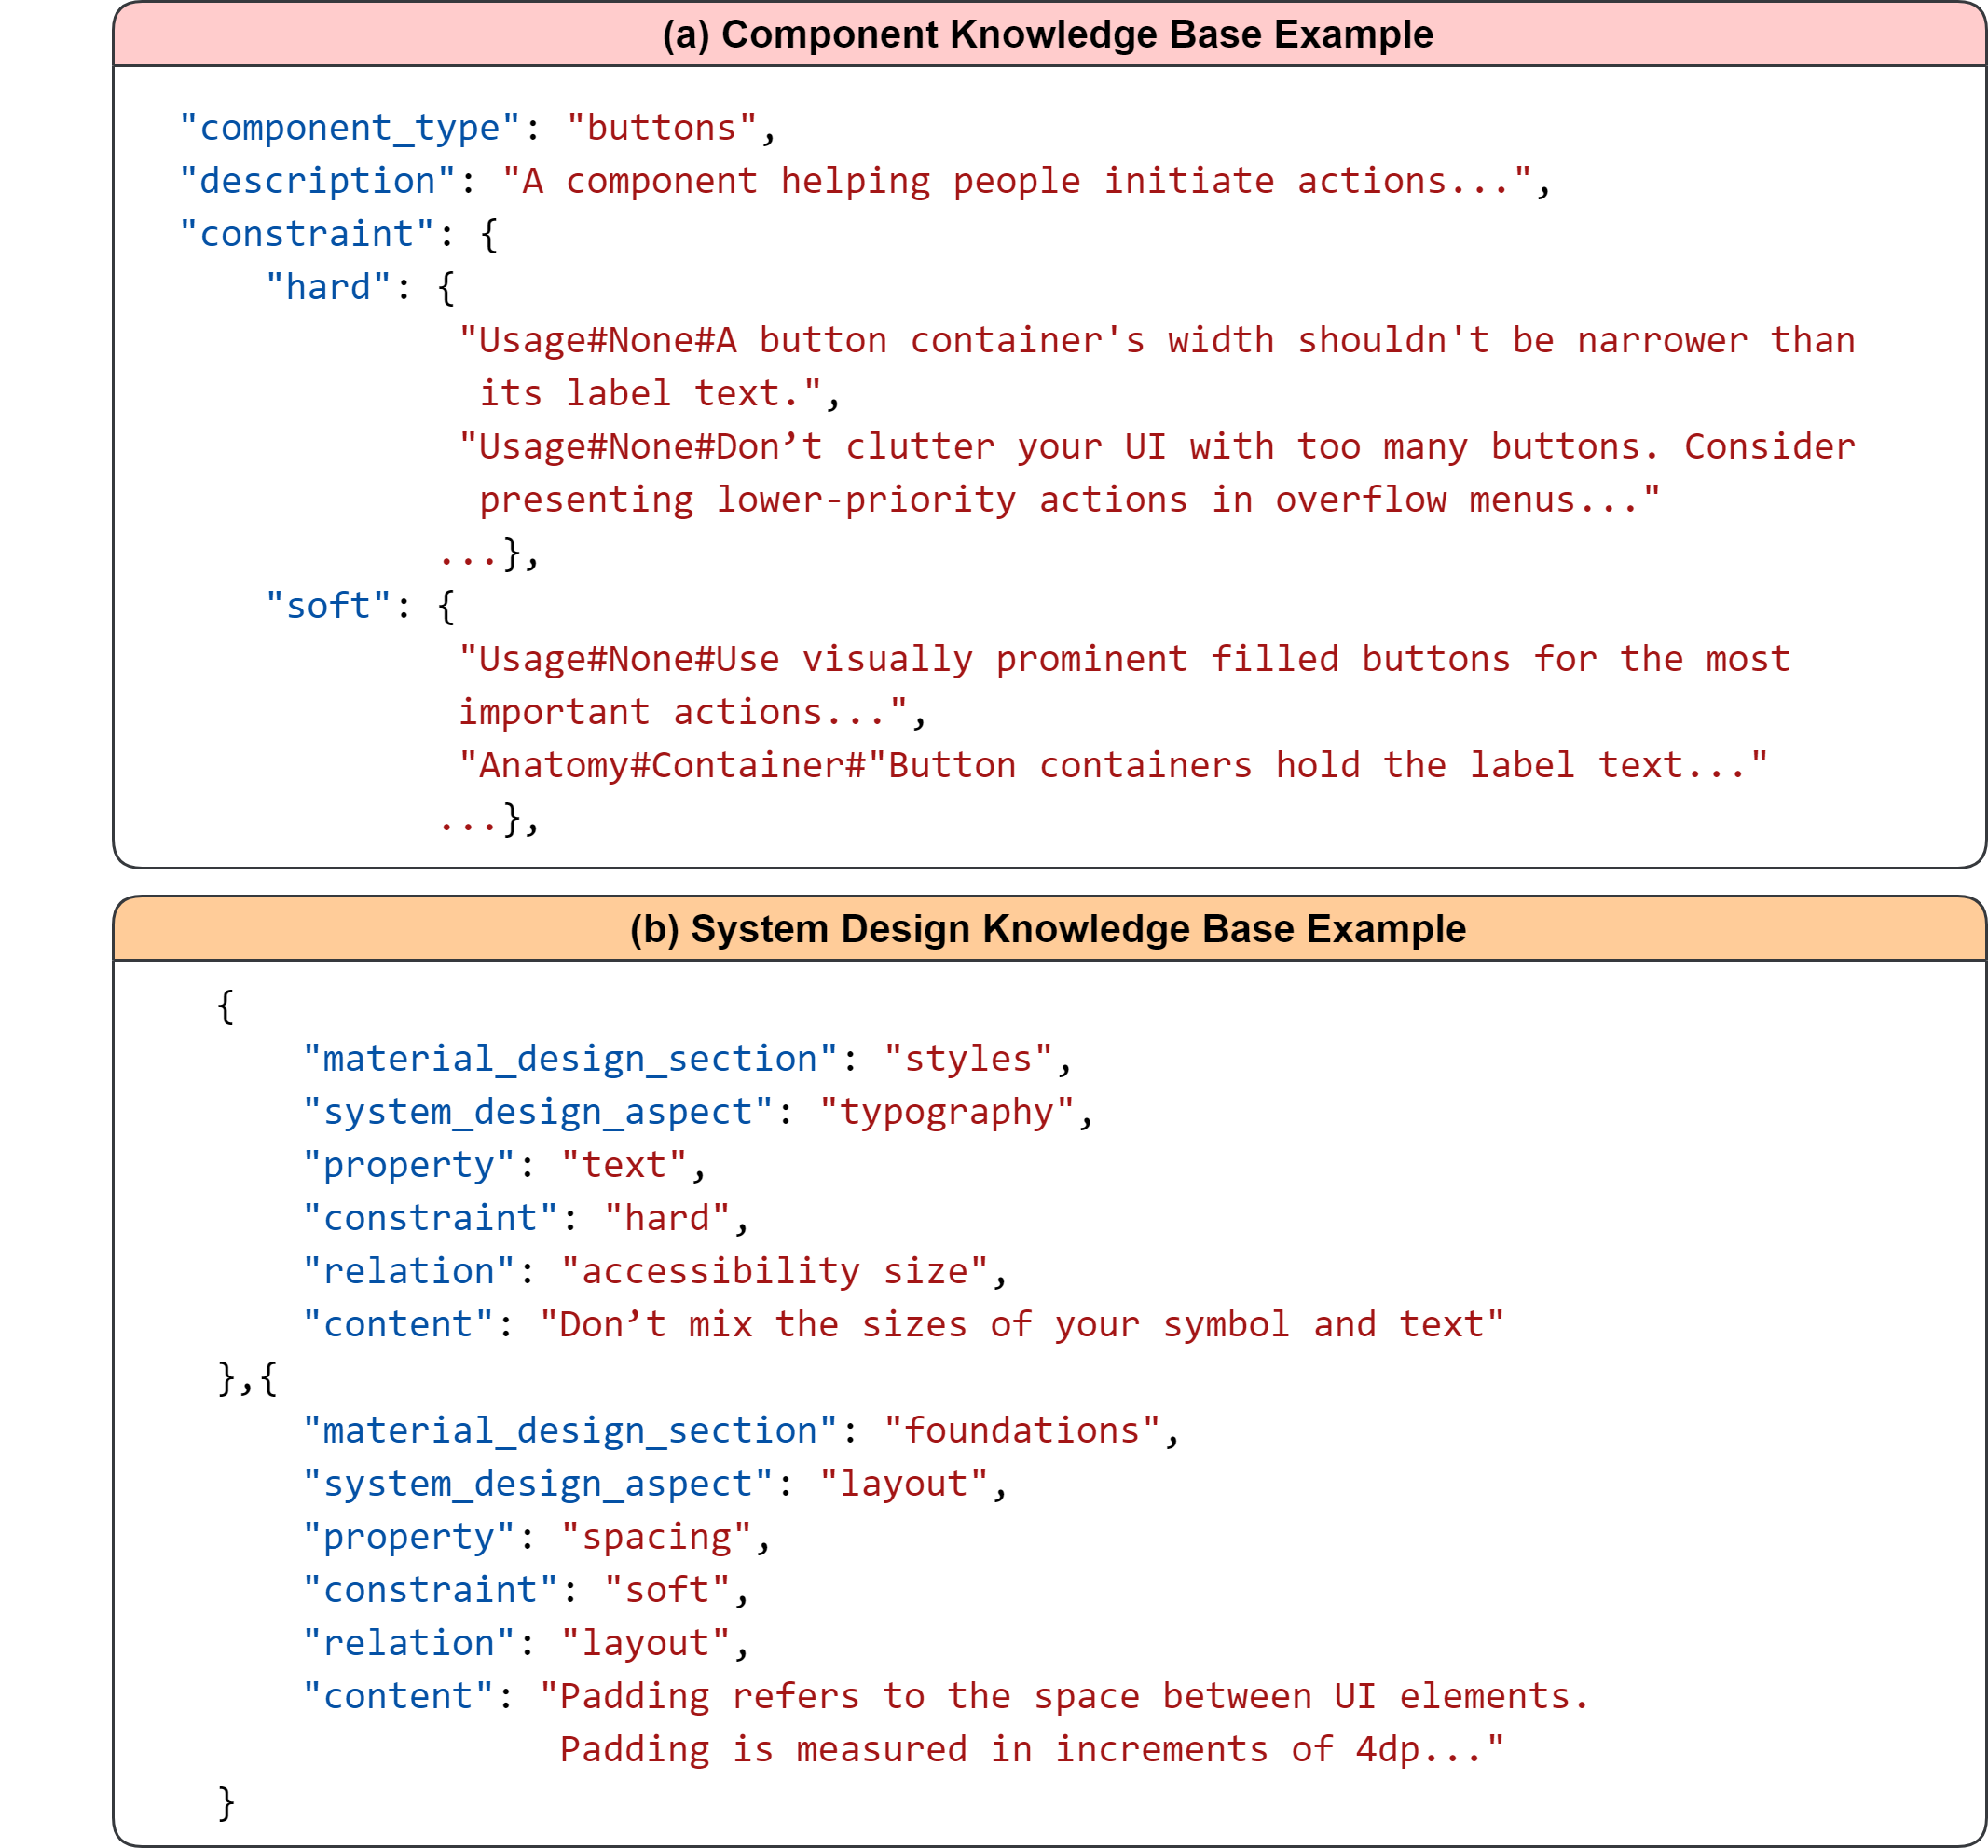 (a) Component Knowledge Base Example
"component_type": "buttons",
"description": "A component helping people initiate actions...",
"constraint": {
"hard": {
"Usage#None#A button container's width shouldn't be narrower than
its label text.",
"Usage#None#Don’t clutter your UI with too many buttons. Consider
presenting lower-priority actions in overflow menus..."
...},
"soft": {
"Usage#None#Use visually prominent filled buttons for the most
important actions...",
"Anatomy#Container#"Button containers hold the label text..."
...},
(b) System Design Knowledge Base Example
{
"material_design_section": "styles",
"system_design_aspect": "typography",
"property": "text",
"constraint": "hard",
"relation": "accessibility size",
"content": "Don’t mix the sizes of your symbol and text"
},{
"material_design_section": "foundations",
"system_design_aspect": "layout",
"property": "spacing",
"constraint": "soft",
"relation": "layout",
"content": "Padding refers to the space between UI elements.
Padding is measured in increments of 4dp..."
}